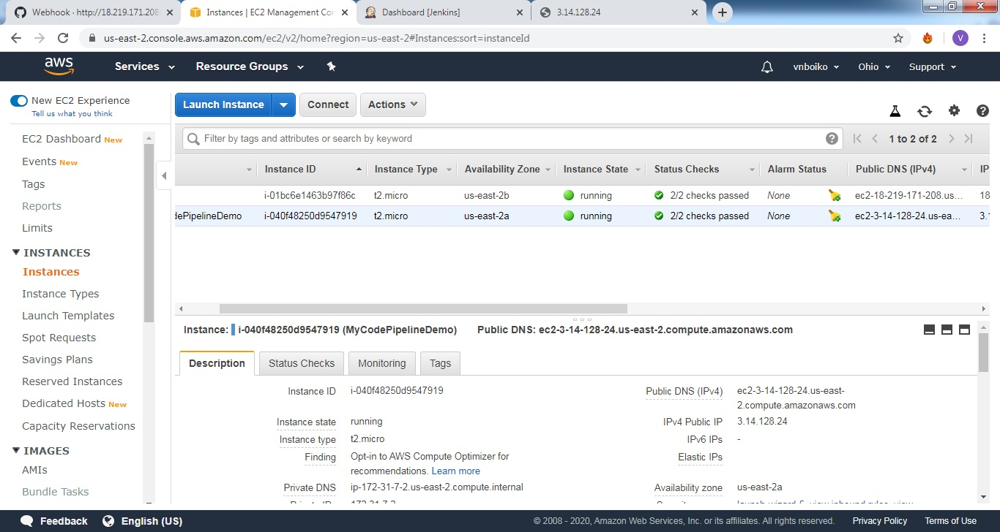 Webhook · http://18.219.171.208
Instances | EC2 Management Con
Dashboard [Jenkins]
3.14.128.24
us-east-2.console.aws.amazon.com/ec2/v2/home?region=us-east-2#Instances:sort=instanceId
V
aws
Services
Resource Groups
vnboiko
Ohio
Support
New EC2 Experience
Tell us what you think
EC2 Dashboard New
Events New
Tags
Reports
Limits
INSTANCES
Instances
Instance Types
Launch Templates
Spot Requests
Savings Plans
Reserved Instances
Dedicated Hosts New
Capacity Reservations
IMAGES
AMIs
Bundle Tasks
Launch Instance
Connect
Actions
Filter by tags and attributes or search by keyword
1 to 2 of 2
Instance ID Instance Type Availability Zone Instance State Status Checks Alarm Status Public DNS (IPv4) IP
i-01bc6e1463b97f86c t2.micro us-east-2b running 2/2 checks passed None ec2-18-219-171-208.us... 18
dePipelineDemo i-040f48250d9547919 t2.micro us-east-2a running 2/2 checks passed None ec2-3-14-128-24.us-ea... 3.1
Instance: i-040f48250d9547919 (MyCodePipelineDemo) Public DNS: ec2-3-14-128-24.us-east-2.compute.amazonaws.com
Description
Status Checks
Monitoring
Tags
Instance ID i-040f48250d9547919
Public DNS (IPv4) ec2-3-14-128-24.us-east-
2.compute.amazonaws.com
Instance state running
IPv4 Public IP 3.14.128.24
Instance type t2.micro
IPv6 IPs -
Finding Opt-in to AWS Compute Optimizer for
recommendations. Learn more
Elastic IPs
Private DNS ip-172-31-7-2.us-east-2.compute.internal
Availability zone us-east-2a
172-31-7-2
Feedback
English (US)
© 2008 - 2020, Amazon Web Services, Inc. or its affiliates. All rights reserved.
Privacy Policy
Terms of Use